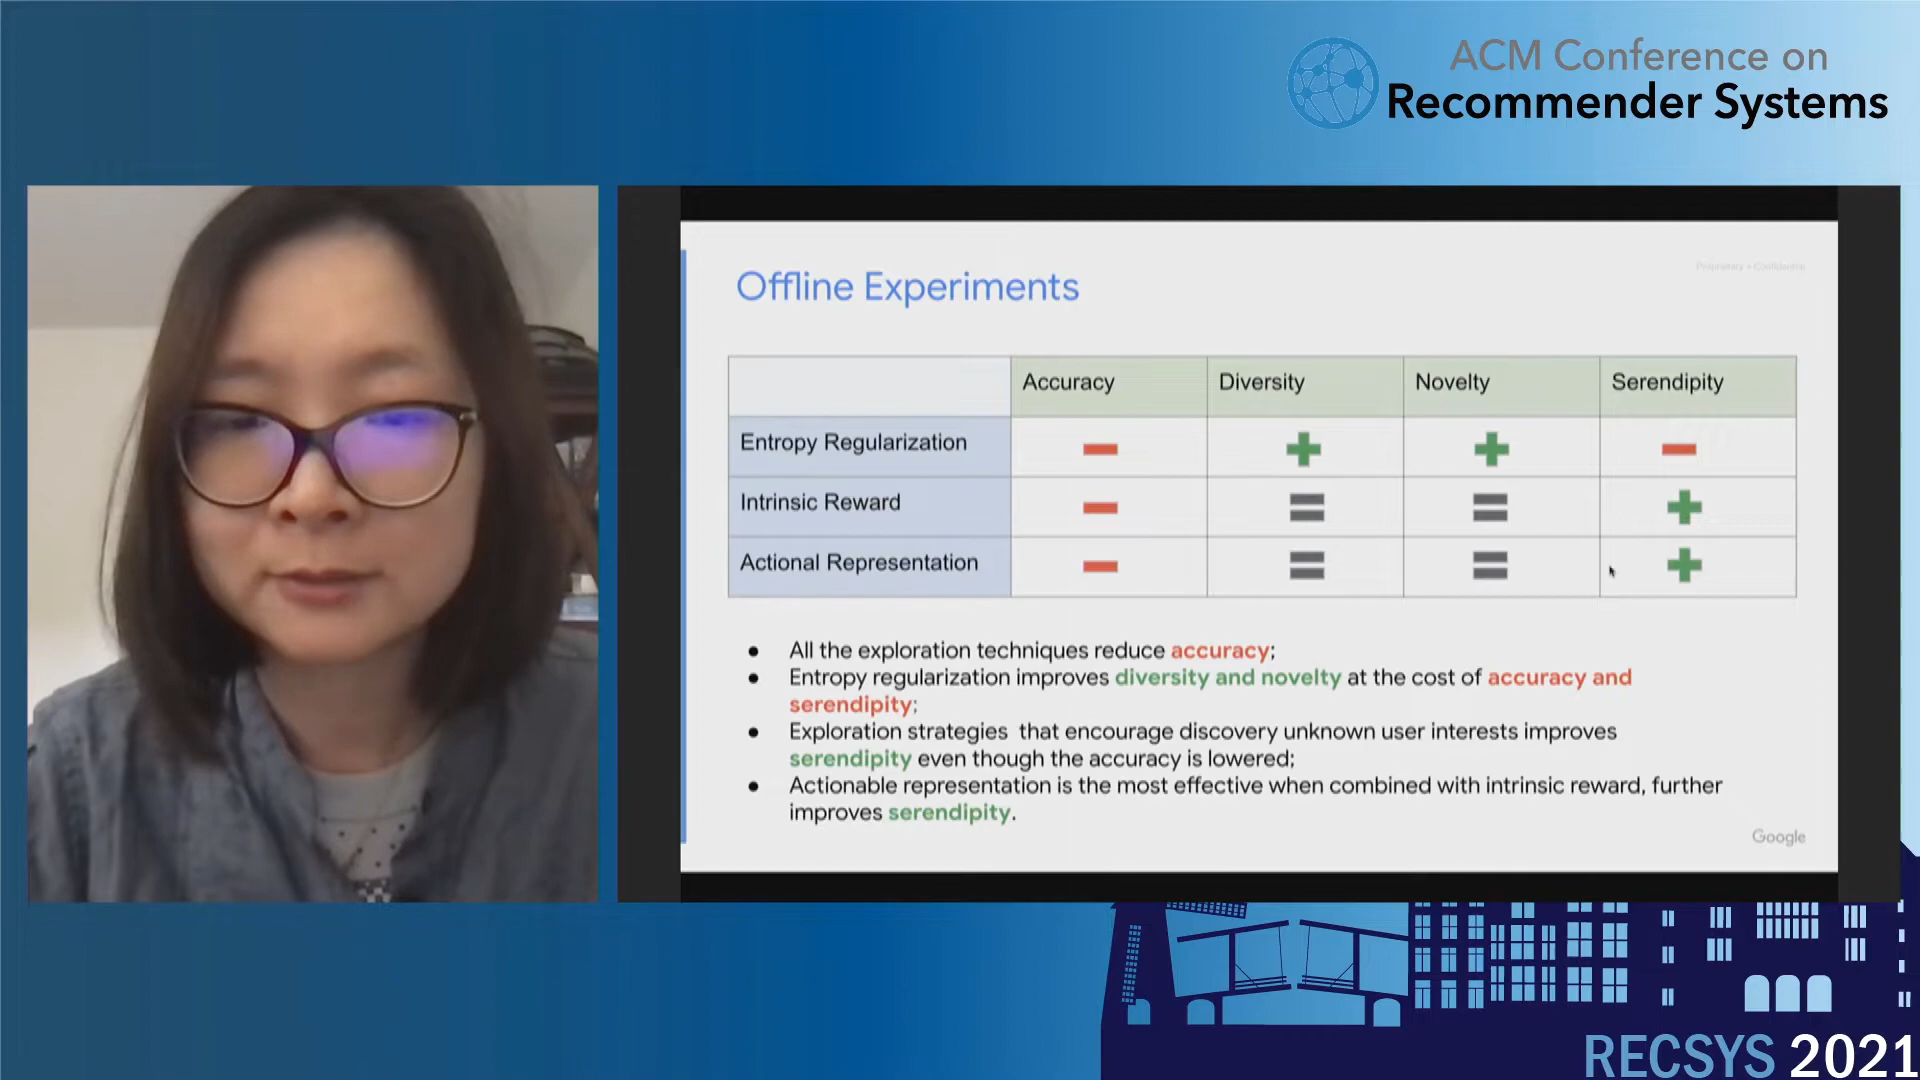 ACM Conference on
Recommender Systems
Proprietary + Confidential
Offline Experiments
Accuracy Diversity Novelty Serendipity
Entropy Regularization
Intrinsic Reward
Actional Representation
All the exploration techniques reduce accuracy;
Entropy regularization improves diversity and novelty at the cost of accuracy and
serendipity;
Exploration strategies that encourage discovery unknown user interests improves
serendipity even though the accuracy is lowered;
Actionable representation is the most effective when combined with intrinsic reward, further
improves serendipity.
Google
RECSYS 2021